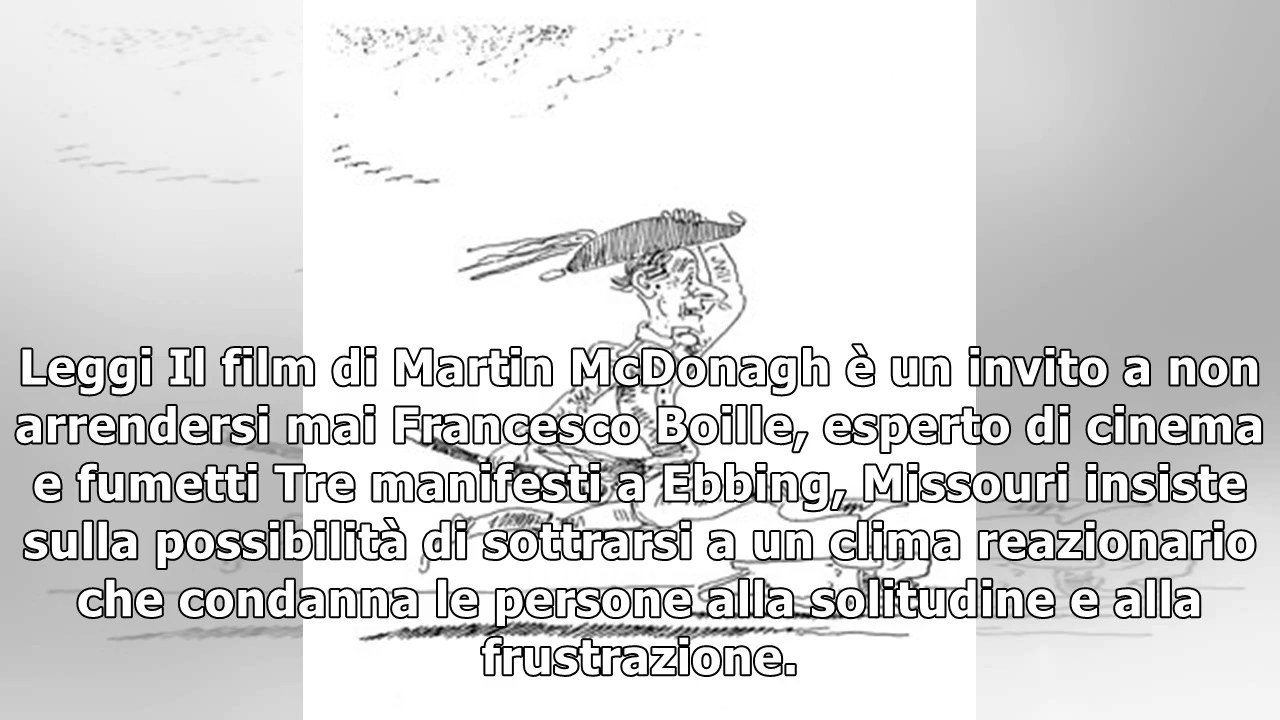 Leggi Il film di Martin McDonagh è un invito a non
arrendersi mai Francesco Boille, esperto di cinema
e fumetti Tre manifesti a Ebbing, Missouri insiste
sulla possibilità di sottrarsi a un clima reazionario
che condanna le persone alla solitudine e alla
frustrazione.